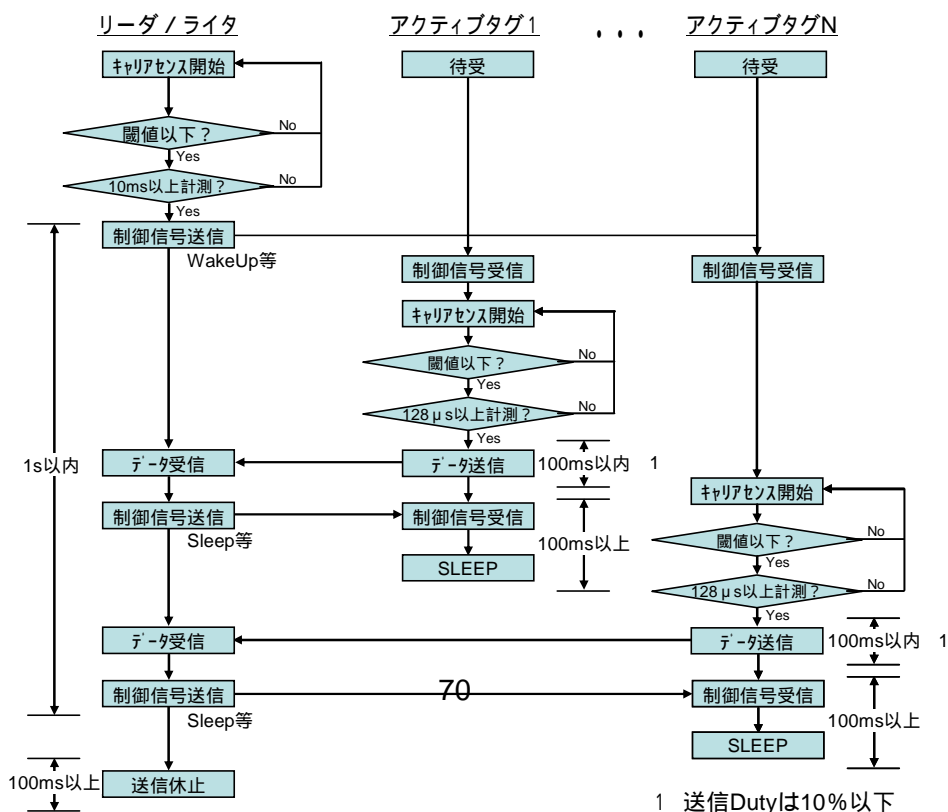 リーダ / ライタ
アクティブタグ1
・・・
アクティブタグN
ｷｬﾘｱｾﾝｽ開始
待受
待受
閾値以下？
No
Yes
10ms以上計測？
No
Yes
制御信号送信
WakeUp等
制御信号受信
制御信号受信
ｷｬﾘｱｾﾝｽ開始
閾値以下？
No
Yes
128μs以上計測？
No
Yes
1s以内
ﾃﾞｰﾀ受信
ﾃﾞｰﾀ送信
100ms以内 1
ｷｬﾘｱｾﾝｽ開始
制御信号送信
Sleep等
制御信号受信
100ms以上
閾値以下？
No
Yes
SLEEP
128μs以上計測？
No
Yes
ﾃﾞｰﾀ受信
ﾃﾞｰﾀ送信
100ms以内 1
制御信号送信
Sleep等
70
制御信号受信
100ms以上
SLEEP
100ms以上
送信休止
1 送信Dutyは10％以下